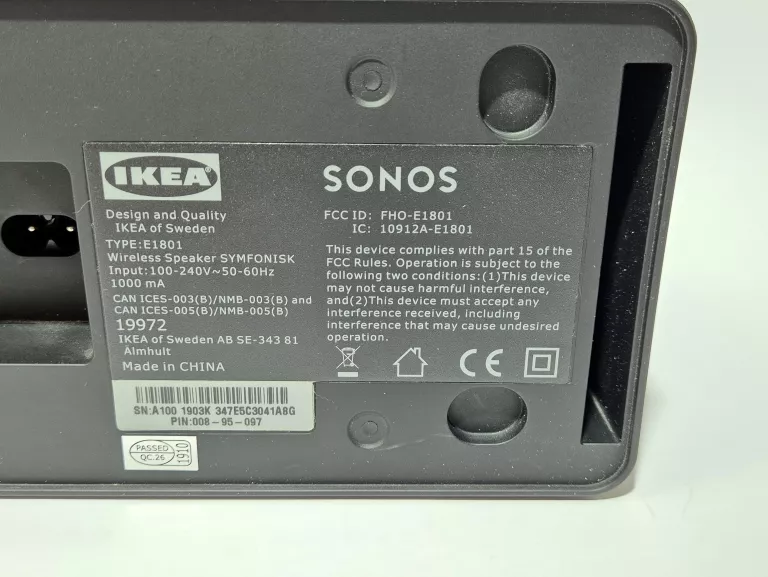 IKEA
Design and Quality
IKEA of Sweden
TYPE:E1801
Wireless Speaker SYMFONISK
Input:100-240V~50-60Hz
1000 mA
CAN ICES-003(B)/NMB-003(B) and
CAN ICES-005(B)/NMB-005(B)
19972
IKEA of Sweden AB SE-343 81
Älmhult
Made in CHINA
SONOS
FCC ID: FHO-E1801
IC: 10912A-E1801
This device complies with part 15 of the
FCC Rules. Operation is subject to the
following two conditions:(1)This device
may not cause harmful interference,
and(2)This device must accept any
interference received, including
interference that may cause undesired
operation.
CE
SN:A100 1903K 347E5C3041A8G
PIN:008-95-097
PASSED
QC.26
1910